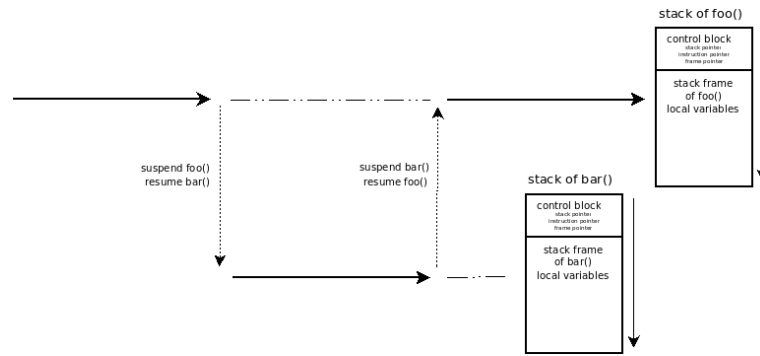 stack of foo()
control block
stack pointer
instruction pointer
frame pointer
stack frame
of foo()
local variables
suspend foo()
resume bar()
suspend bar()
resume foo()
stack of bar()
control block
stack pointer
instruction pointer
frame pointer
stack frame
of bar()
local variables